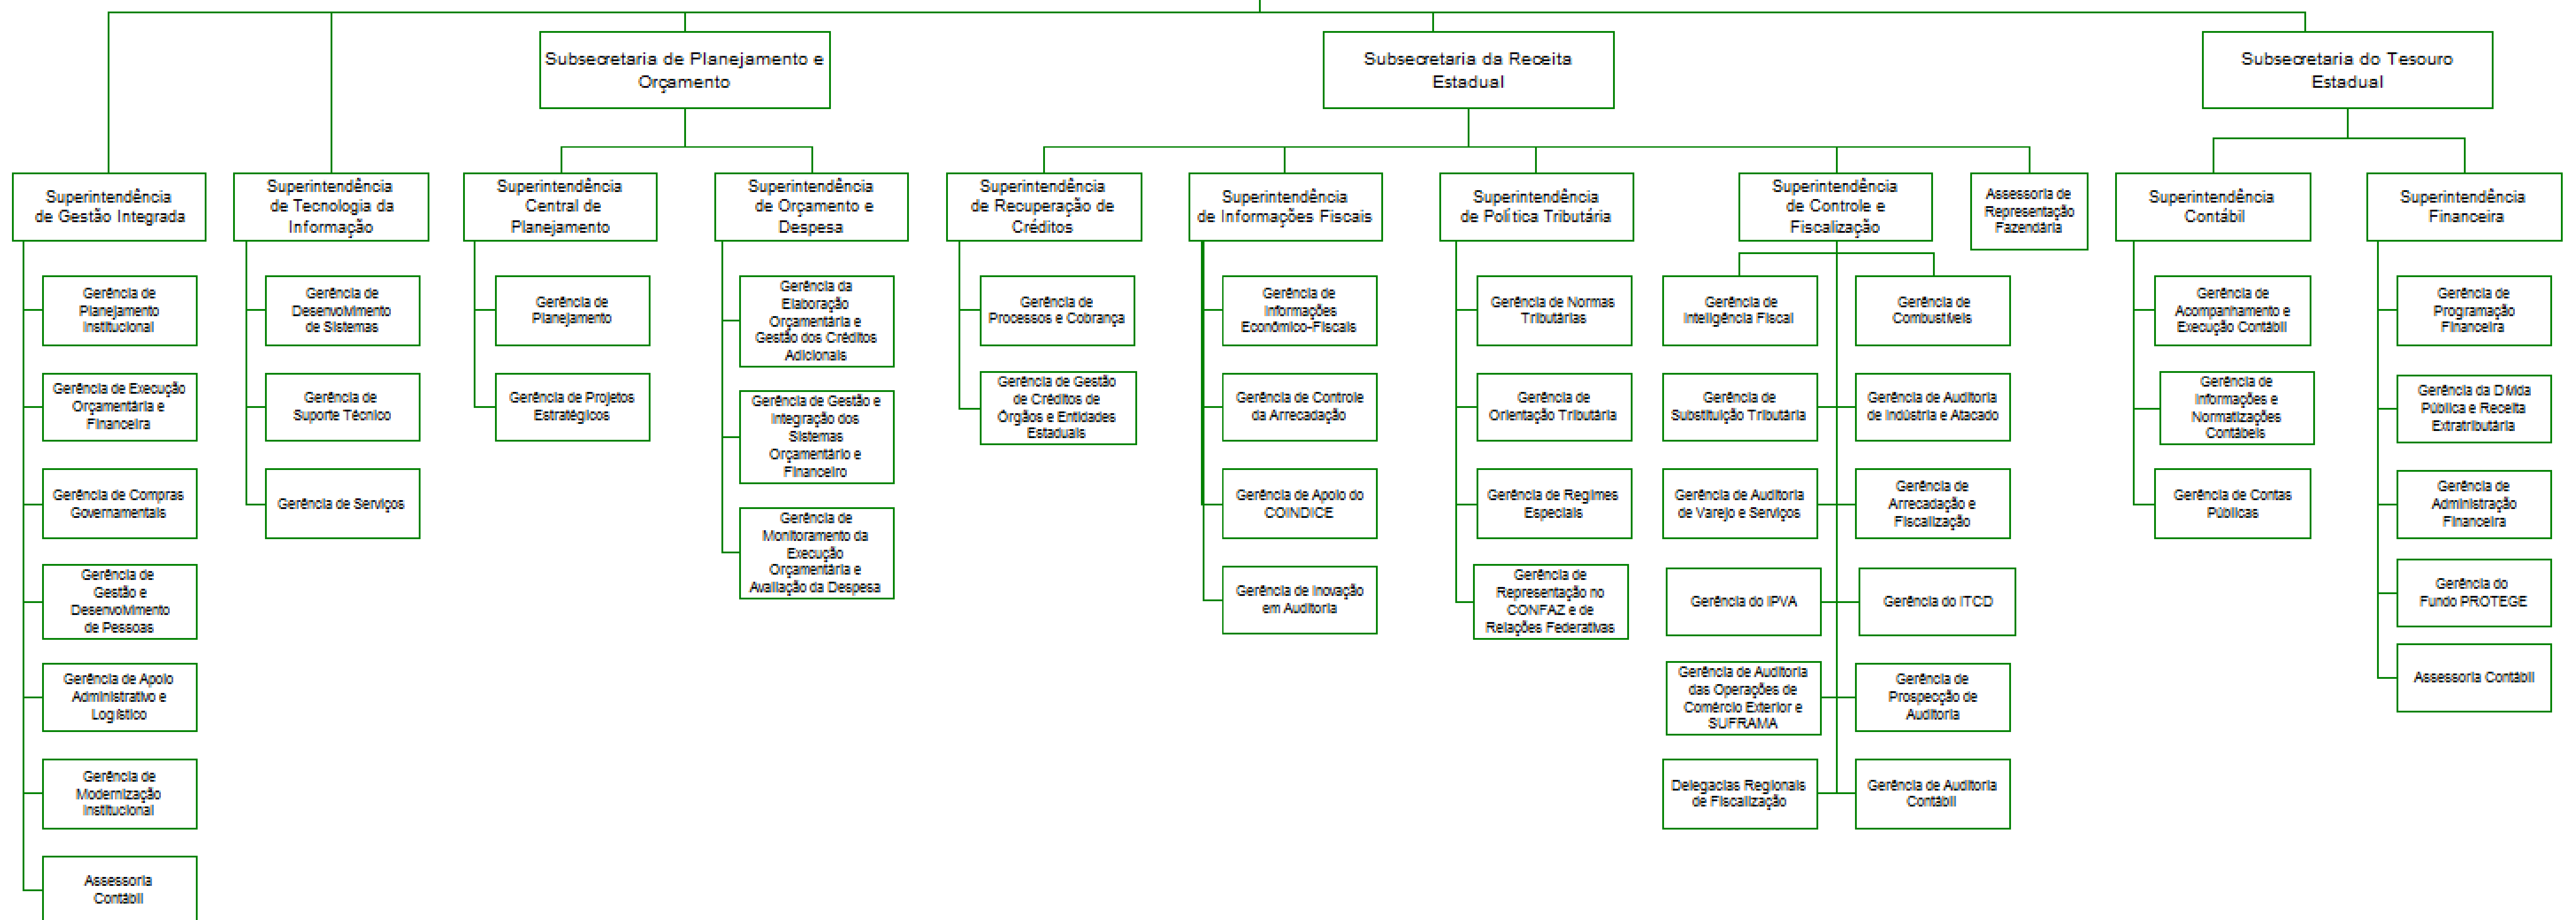 Subsecretaria de Planejamento e
Orçamento
Subsecretaria da Receita
Estadual
Subsecretaria do Tesouro
Estadual
Superintendência
de Gestão Integrada
Superintendência
de Tecnologia da
Informação
Superintendência
Central de
Planejamento
Superintendência
de Orçamento e
Despesa
Superintendência
de Recuperação de
Créditos
Superintendência
de Informações Fiscais
Superintendência
de Política Tributária
Superintendência
de Controle e
Fiscalização
Assessoria de
Representação
Fazendária
Superintendência
Contábil
Superintendência
Financeira
Gerência de
Planejamento
Institucional
Gerência de Execução
Orçamentária e
Financeira
Gerência de Compras
Governamentais
Gerência de
Gestão e
Desenvolvimento
de Pessoas
Gerência de Apoio
Administrativo e
Logístico
Gerência de
Modernização
Institucional
Assessoria
Contábil
Gerência de
Desenvolvimento
de Sistemas
Gerência de
Suporte Técnico
Gerência de Serviços
Gerência de
Planejamento
Gerência de Projetos
Estratégicos
Gerência da
Elaboração
Orçamentária e
Gestão dos Créditos
Adicionais
Gerência de Gestão e
Integração dos
Sistemas
Orçamentário e
Financeiro
Gerência de
Monitoramento da
Execução
Orçamentária e
Avaliação da Despesa
Gerência de
Processos e Cobrança
Gerência de Gestão
de Créditos de
Órgãos e Entidades
Estaduais
Gerência de
Informações
Econômico-Fiscais
Gerência de Controle
da Arrecadação
Gerência de Apoio do
COINDICE
Gerência de Inovação
em Auditoria
Gerência de Normas
Tributárias
Gerência de
Orientação Tributária
Gerência de Regimes
Especiais
Gerência de
Representação no
CONFAZ e de
Relações Federativas
Gerência de
Inteligência Fiscal
Gerência de
Combustíveis
Gerência de
Substituição Tributária
Gerência de Auditoria
de Indústria e Atacado
Gerência de Auditoria
de Varejo e Serviços
Gerência de
Arrecadação e
Fiscalização
Gerência do IPVA
Gerência do ITCD
Gerência de Auditoria
das Operações de
Comércio Exterior e
SUFRAMA
Gerência de
Prospecção de
Auditoria
Delegacias Regionais
de Fiscalização
Gerência de Auditoria
Contábil
Gerência de
Acompanhamento e
Execução Contábil
Gerência de
Informações e
Normatizações
Contábeis
Gerência de Contas
Públicas
Gerência de
Programação
Financeira
Gerência da Dívida
Pública e Receita
Extratributária
Gerência de
Administração
Financeira
Gerência do
Fundo PROTEGE
Assessoria Contábil